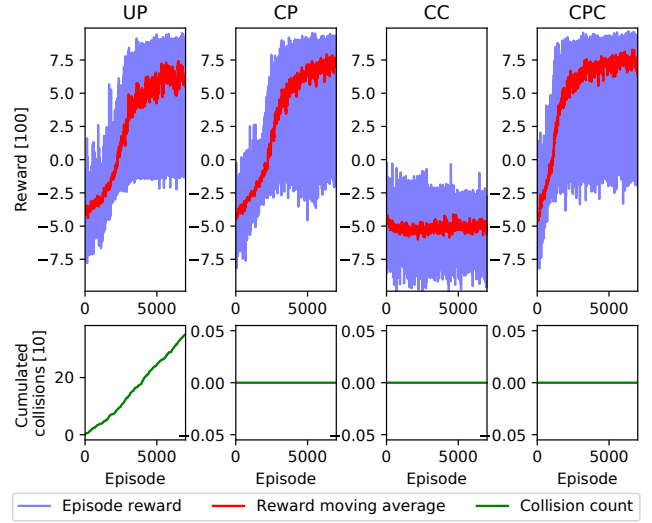 UP CP CC CPC
Reward [100]
7.5 7.5 7.5 7.5
5.0 5.0 5.0 5.0
2.5 2.5 2.5 2.5
0.0 0.0 0.0 0.0
−2.5 −2.5 −2.5 −2.5
−5.0 −5.0 −5.0 −5.0
−7.5 −7.5 −7.5 −7.5
0 5000 0 5000 0 5000 0 5000
Cumulated
collisions [10]
20 0.05 0.05 0.05
0.00 0.00 0.00
0 −0.05 −0.05 −0.05
0 5000 0 5000 0 5000 0 5000
Episode Episode Episode Episode
Episode reward Reward moving average Collision count